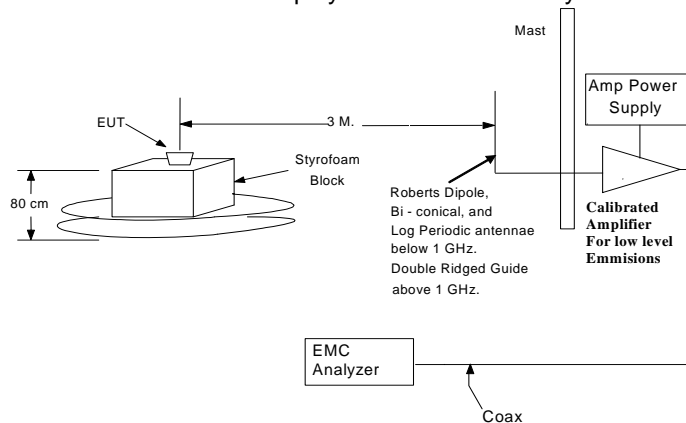 Mast
Amp Power
Supply
EUT
3 M.
Styrofoam
Block
80 cm
Roberts Dipole,
Bi - conical, and
Log Periodic antennae
below 1 GHz.
Double Ridged Guide
above 1 GHz.
Calibrated
Amplifier
For low level
Emmisions
EMC
Analyzer
Coax